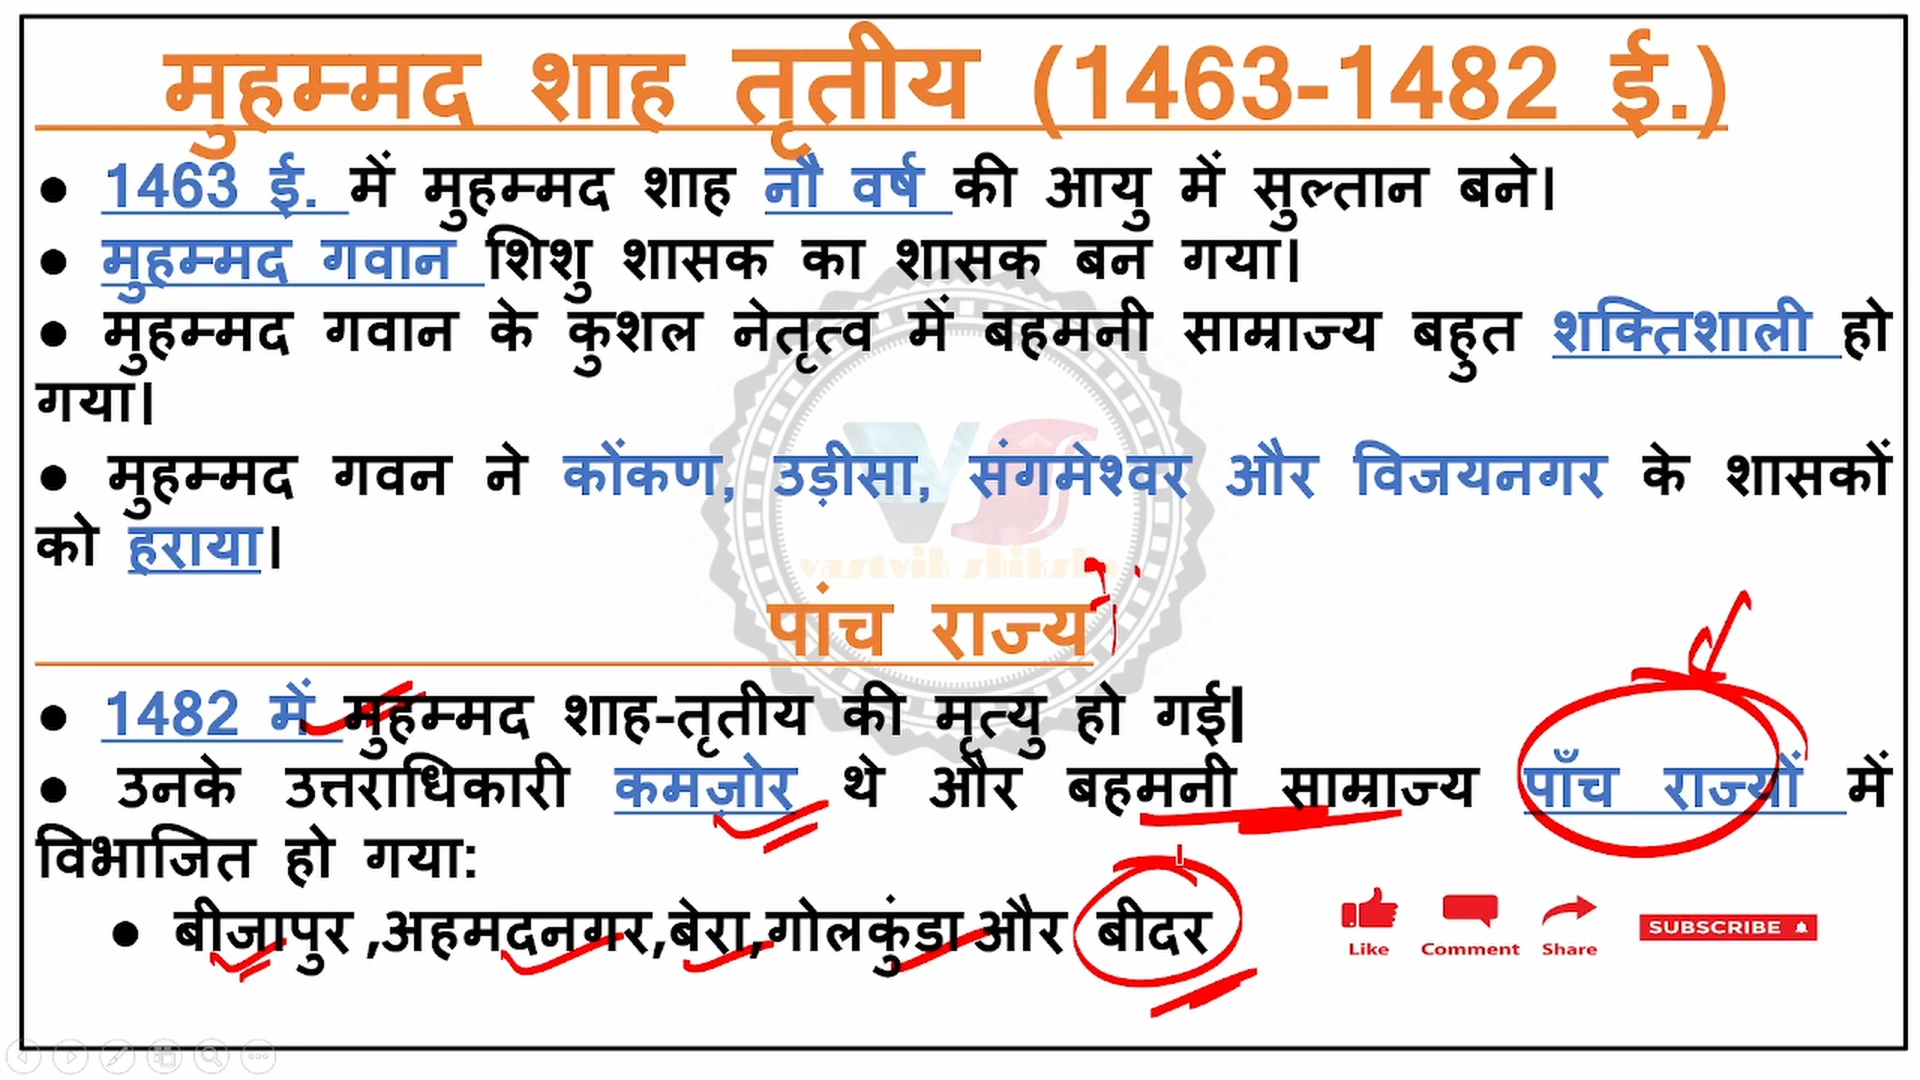 मुहम्मद शाह तृतीय (1463-1482 ई.)
● 1463 ई. में मुहम्मद शाह नौ वर्ष की आयु में सुल्तान बने।
● मुहम्मद गवान शिशु शासक का शासक बन गया।
● मुहम्मद गवान के कुशल नेतृत्व में बहमनी साम्राज्य बहुत शक्तिशाली हो
गया।
● मुहम्मद गवन ने कोंकण, उड़ीसा, संगमेश्वर और विजयनगर के शासकों
को हराया।
vastvik shiksha
पांच राज्य
● 1482 में मुहम्मद शाह-तृतीय की मृत्यु हो गई|
● उनके उत्तराधिकारी कमज़ोर थे और बहमनी साम्राज्य पाँच राज्यों में
विभाजित हो गया:
● बीजापुर ,अहमदनगर,बेरा,गोलकुंडा और बीदर
Like Comment Share SUBSCRIBE